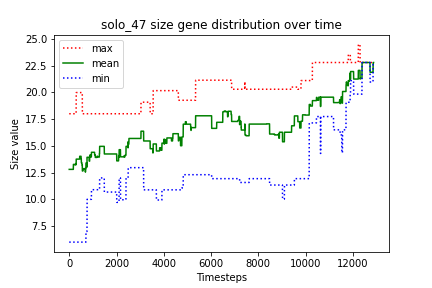 solo_47 size gene distribution over time
max
mean
min
Size value
25.0
22.5
20.0
17.5
15.0
12.5
10.0
7.5
0 2000 4000 6000 8000 10000 12000
Timesteps